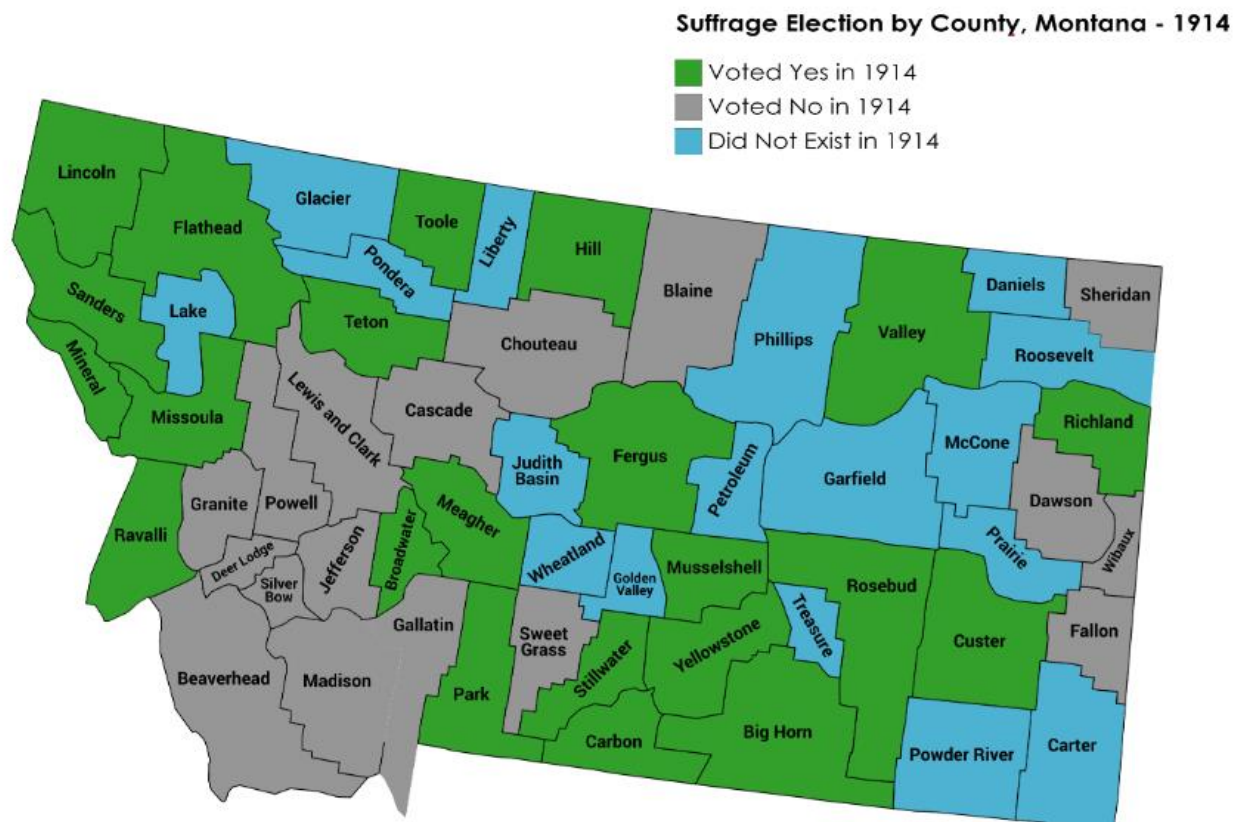 Suffrage Election by County, Montana - 1914
Voted Yes in 1914
Voted No in 1914
Did Not Exist in 1914
Lincoln
Flathead
Glacier
Toole
Liberty
Hill
Blaine
Phillips
Valley
Daniels
Sheridan
Roosevelt
Pondera
Sanders
Lake
Teton
Chouteau
Mineral
Missoula
Lewis and Clark
Cascade
Judith
Basin
Fergus
Petroleum
Garfield
McCone
Richland
Dawson
Wibaux
Prairie
Ravalli
Granite
Powell
Deer Lodge
Silver
Bow
Jefferson
Broadwater
Meagher
Wheatland
Golden
Valley
Musselshell
Rosebud
Treasure
Custer
Fallon
Beaverhead
Madison
Gallatin
Park
Sweet
Grass
Stillwater
Yellowstone
Carbon
Big Horn
Powder River
Carter